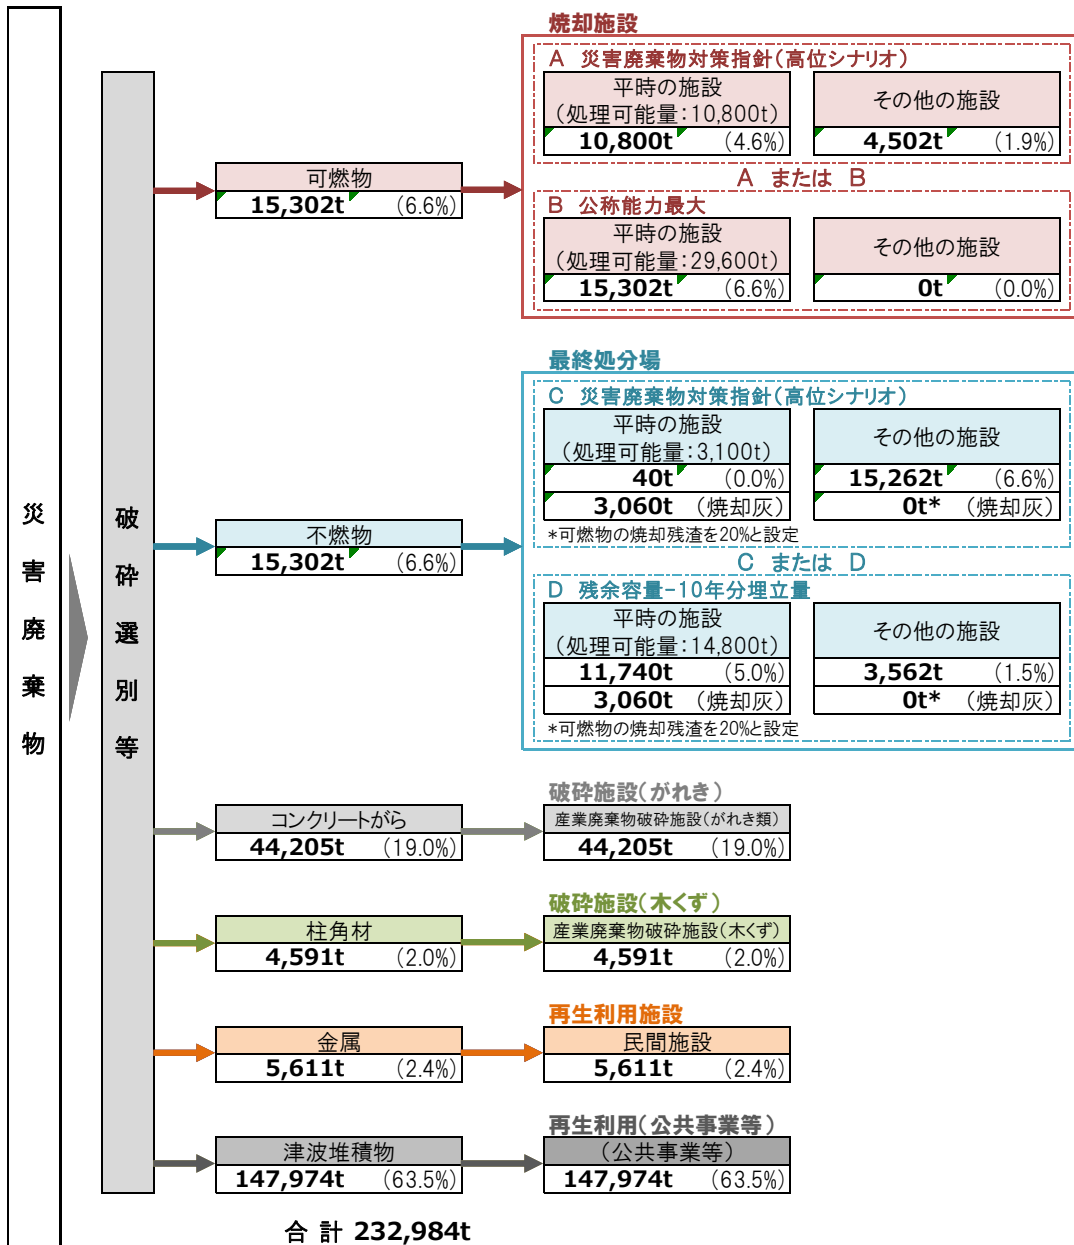 災害廃棄物
破砕選別等
可燃物
15,302t (6.6%)
焼却施設
A 災害廃棄物対策指針(高位シナリオ)
平時の施設
(処理可能量:10,800t)
10,800t (4.6%)
その他の施設
4,502t (1.9%)
A または B
B 公称能力最大
平時の施設
(処理可能量:29,600t)
15,302t (6.6%)
その他の施設
0t (0.0%)
不燃物
15,302t (6.6%)
最終処分場
C 災害廃棄物対策指針(高位シナリオ)
平時の施設
(処理可能量:3,100t)
40t (0.0%)
3,060t (焼却灰)
その他の施設
15,262t (6.6%)
0t* (焼却灰)
*可燃物の焼却残渣を20%と設定
C または D
D 残余容量-10年分埋立量
平時の施設
(処理可能量:14,800t)
11,740t (5.0%)
3,060t (焼却灰)
その他の施設
3,562t (1.5%)
0t* (焼却灰)
*可燃物の焼却残渣を20%と設定
コンクリートがら
44,205t (19.0%)
破砕施設(がれき)
産業廃棄物破砕施設(がれき類)
44,205t (19.0%)
柱角材
4,591t (2.0%)
破砕施設(木くず)
産業廃棄物破砕施設(木くず)
4,591t (2.0%)
金属
5,611t (2.4%)
再生利用施設
民間施設
5,611t (2.4%)
津波堆積物
147,974t (63.5%)
再生利用(公共事業等)
(公共事業等)
147,974t (63.5%)
合 計 232,984t